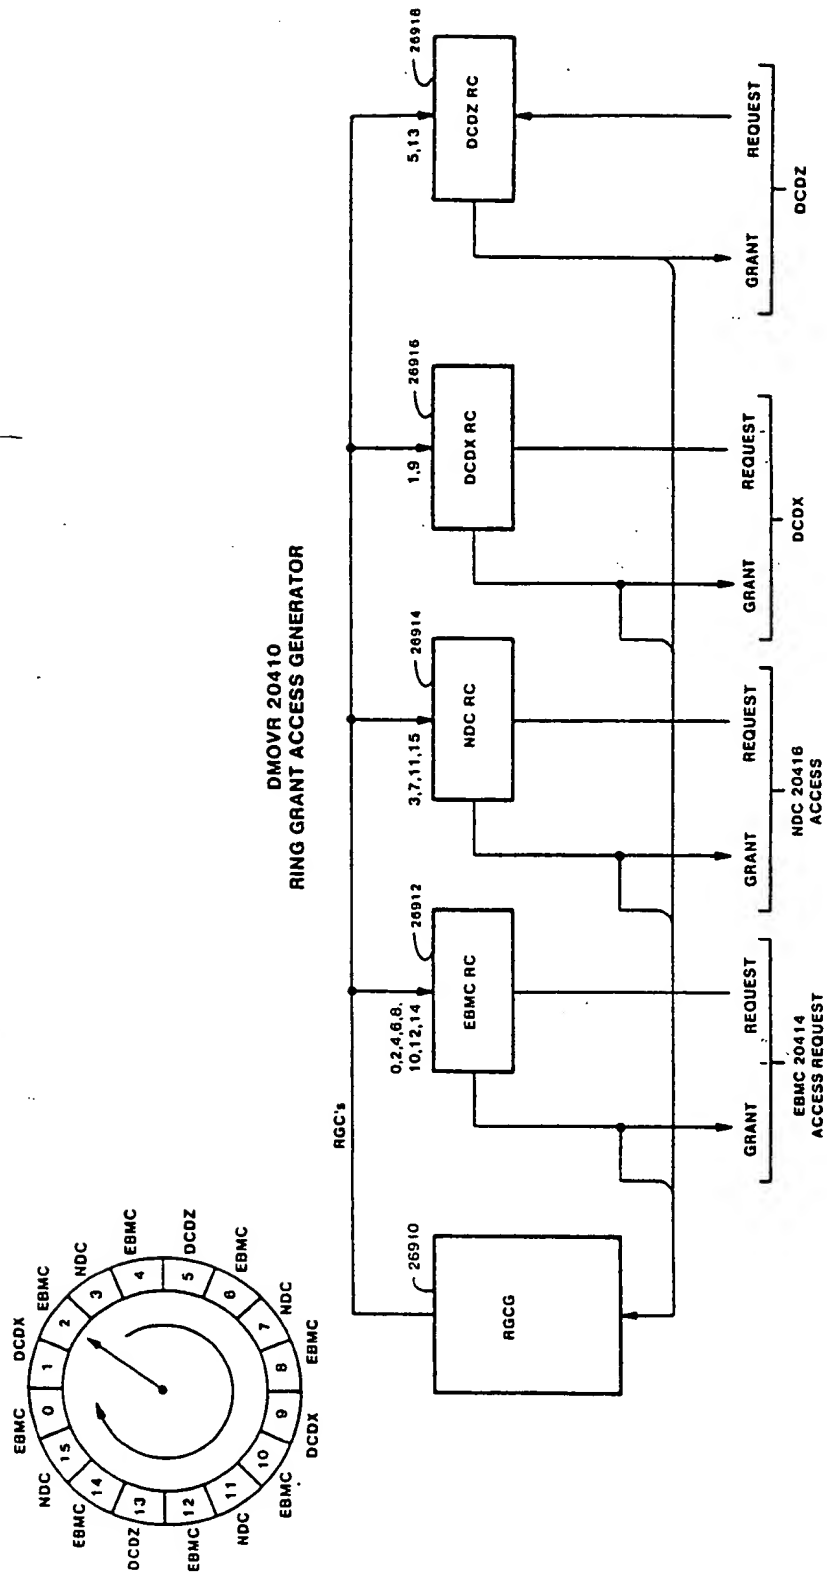 DMOVR 20410
RING GRANT ACCESS GENERATOR
EBMC
DCDX
EBMC
NDC
EBMC
DCDZ
EBMC
NDC
EBMC
DCDX
EBMC
NDC
EBMC
DCDZ
EBMC
NDC
0
1
2
3
4
5
6
7
8
9
10
11
12
13
14
15
RGC's
26910
RGCG
26912
0,2,4,6,8,
10,12,14
EBMC RC
26914
3,7,11,15
NDC RC
26916
1,9
DCDX RC
26918
5,13
DCDZ RC
GRANT REQUEST
EBMC 20414
ACCESS REQUEST
GRANT REQUEST
NDC 20416
ACCESS
GRANT REQUEST
DCDX
GRANT REQUEST
DCDZ